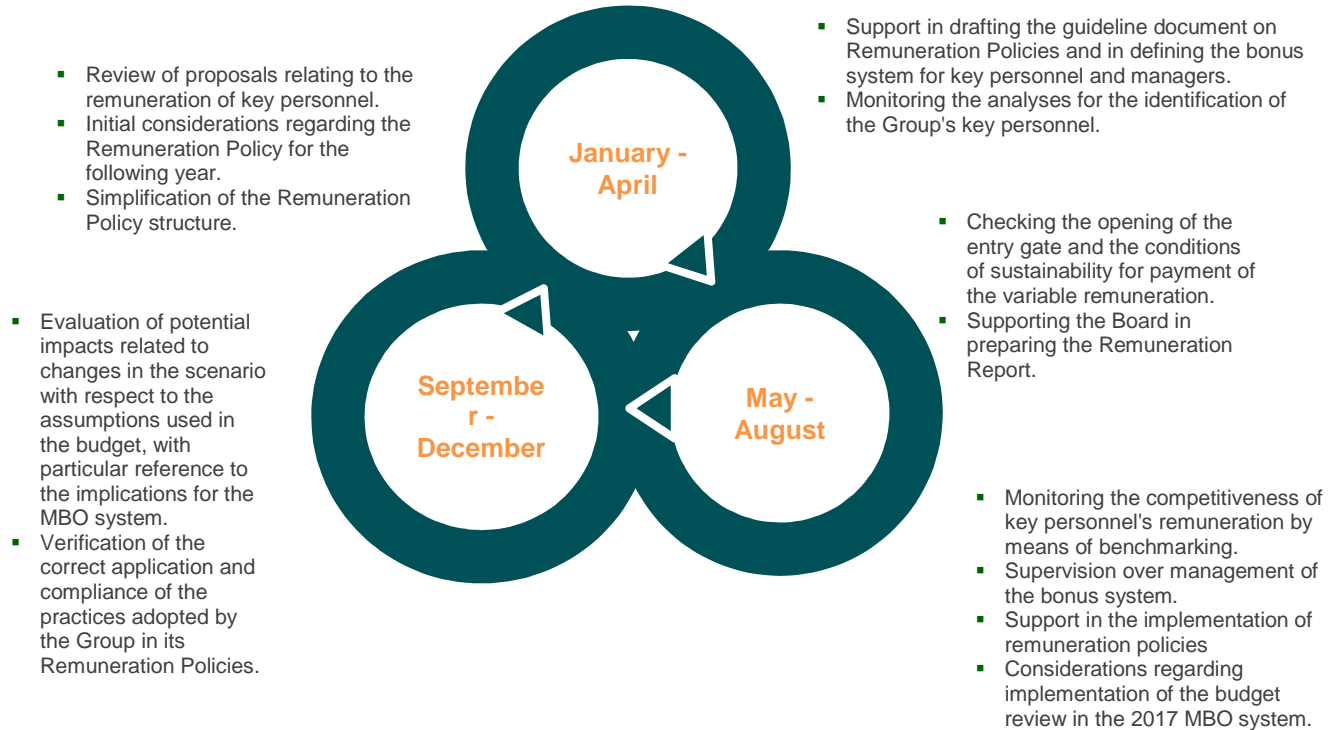 ▪ Support in drafting the guideline document on
Remuneration Policies and in defining the bonus
system for key personnel and managers.
▪ Monitoring the analyses for the identification of
the Group's key personnel.
▪ Review of proposals relating to the
remuneration of key personnel.
▪ Initial considerations regarding the
Remuneration Policy for the
following year.
▪ Simplification of the Remuneration
Policy structure.
January -
April
▪ Checking the opening of the
entry gate and the conditions
of sustainability for payment of
the variable remuneration.
▪ Supporting the Board in
preparing the Remuneration
Report.
▪ Evaluation of potential
impacts related to
changes in the scenario
with respect to the
assumptions used in
the budget, with
particular reference to
the implications for the
MBO system.
▪ Verification of the
correct application and
compliance of the
practices adopted by
the Group in its
Remuneration Policies.
Septembe
r -
December
May -
August
▪ Monitoring the competitiveness of
key personnel's remuneration by
means of benchmarking.
▪ Supervision over management of
the bonus system.
▪ Support in the implementation of
remuneration policies
▪ Considerations regarding
implementation of the budget
review in the 2017 MBO system.